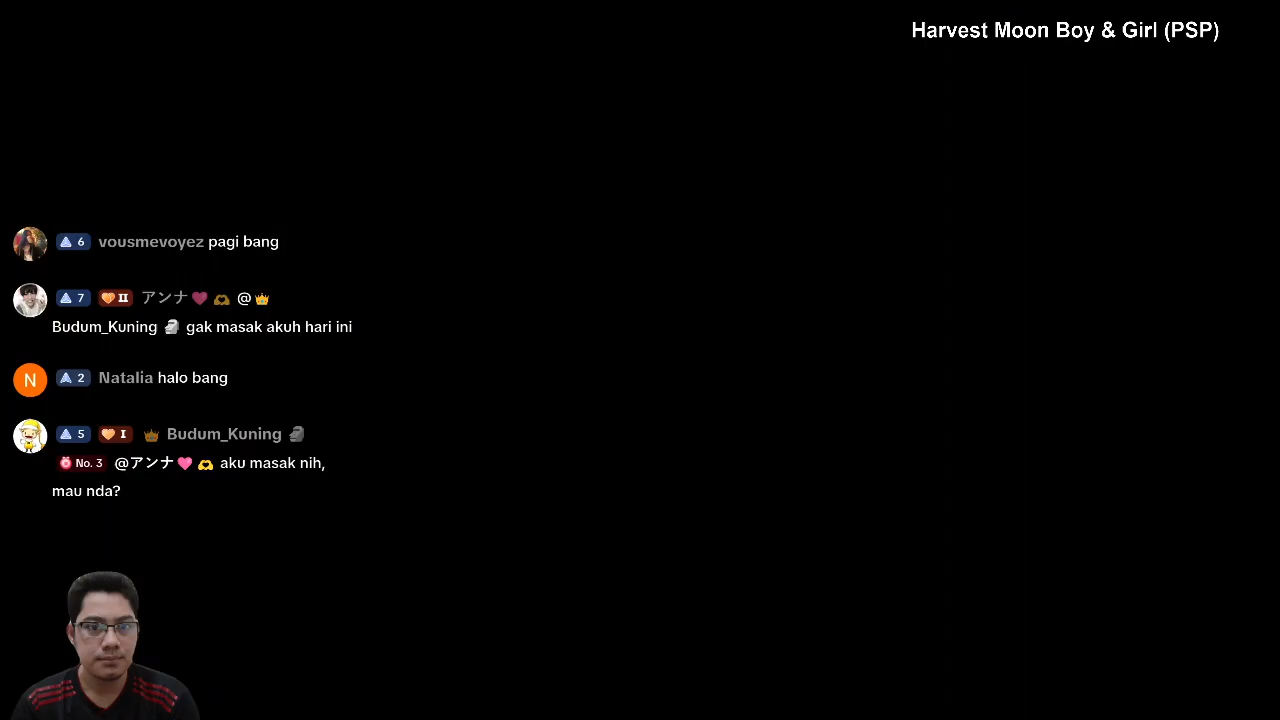 Harvest Moon Boy & Girl (PSP)
6 vousmevoyez pagi bang
7 II アンナ💜🫶 @👑
Budum_Kuning 🗿 gak masak akuh hari ini
N 2 Natalia halo bang
5 I 👑 Budum_Kuning 🗿
No. 3 @アンナ💜🫶 aku masak nih,
mau nda?